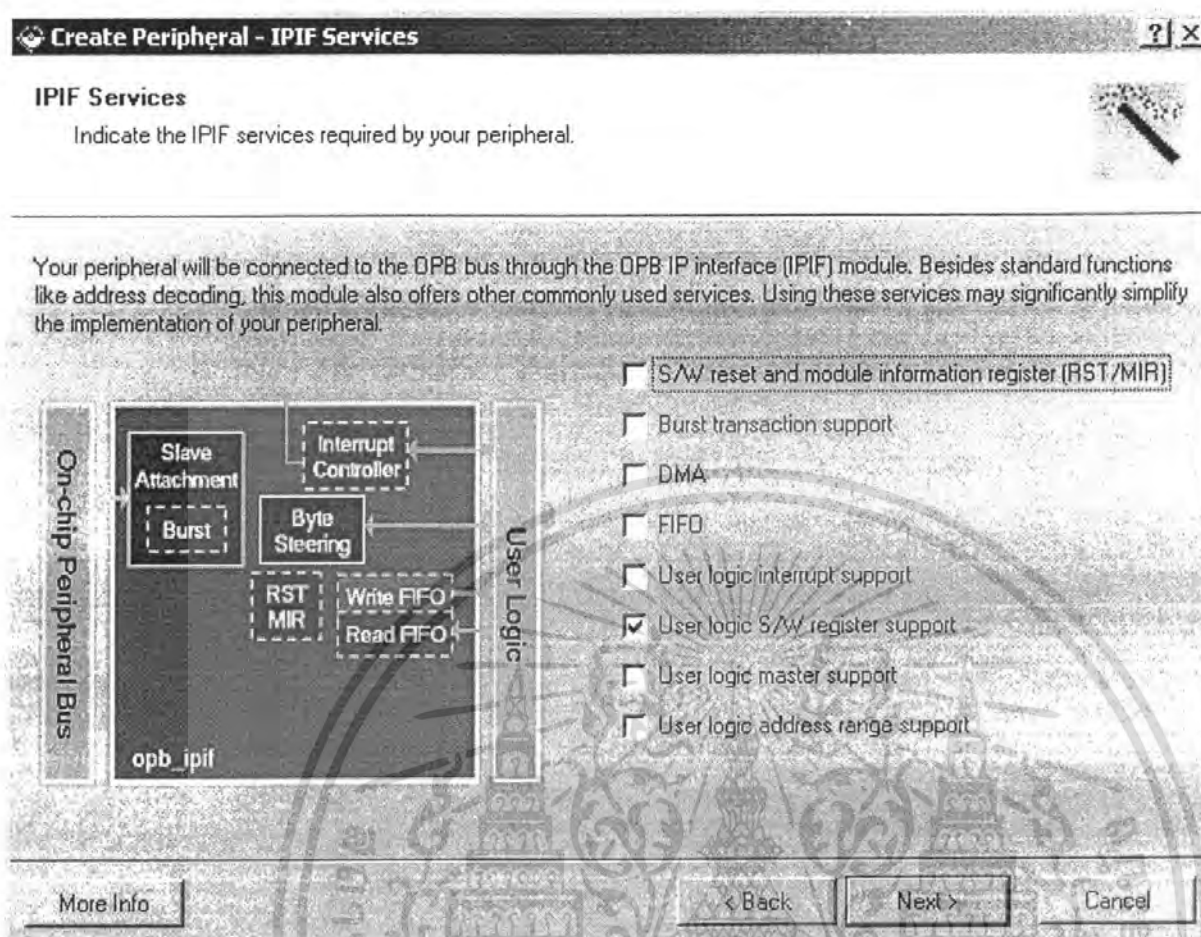 Create Peripheral - IPIF Services
IPIF Services
Indicate the IPIF services required by your peripheral.
Your peripheral will be connected to the OPB bus through the OPB IP interface (IPIF) module. Besides standard functions
like address decoding, this module also offers other commonly used services. Using these services may significantly simplify
the implementation of your peripheral.
On-chip Peripheral Bus
Slave
Attachment
Burst
Interrupt
Controller
Byte
Steering
RST
MIR
Write FIFO
Read FIFO
opb_ipif
User Logic
S/W reset and module information register (RST/MIR)
Burst transaction support
DMA
FIFO
User logic interrupt support
User logic S/W register support
User logic master support
User logic address range support
More Info
< Back
Next >
Cancel